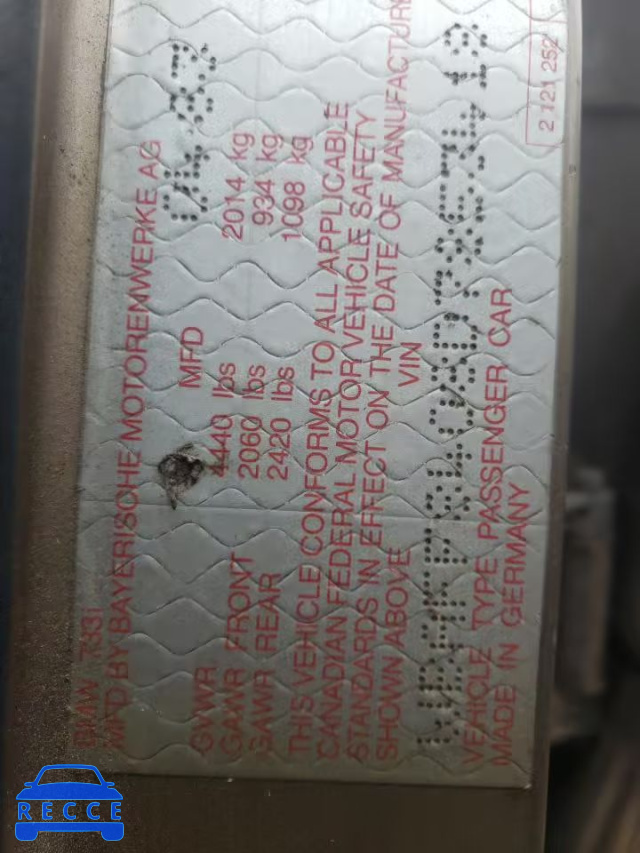 BMW 733i
MFD BY BAYERISCHE MOTORENWERKE AG
MFD
GVWR 4440 lbs 2014 kg
GAWR FRONT 2060 lbs 934 kg
GAWR REAR 2420 lbs 1098 kg
THIS VEHICLE CONFORMS TO ALL APPLICABLE
CANADIAN FEDERAL MOTOR VEHICLE SAFETY
STANDARDS IN EFFECT ON THE DATE OF MANUFACTUR
SHOWN ABOVE VIN
VEHICLE TYPE PASSENGER CAR
MADE IN GERMANY
2 121 252
RECCE